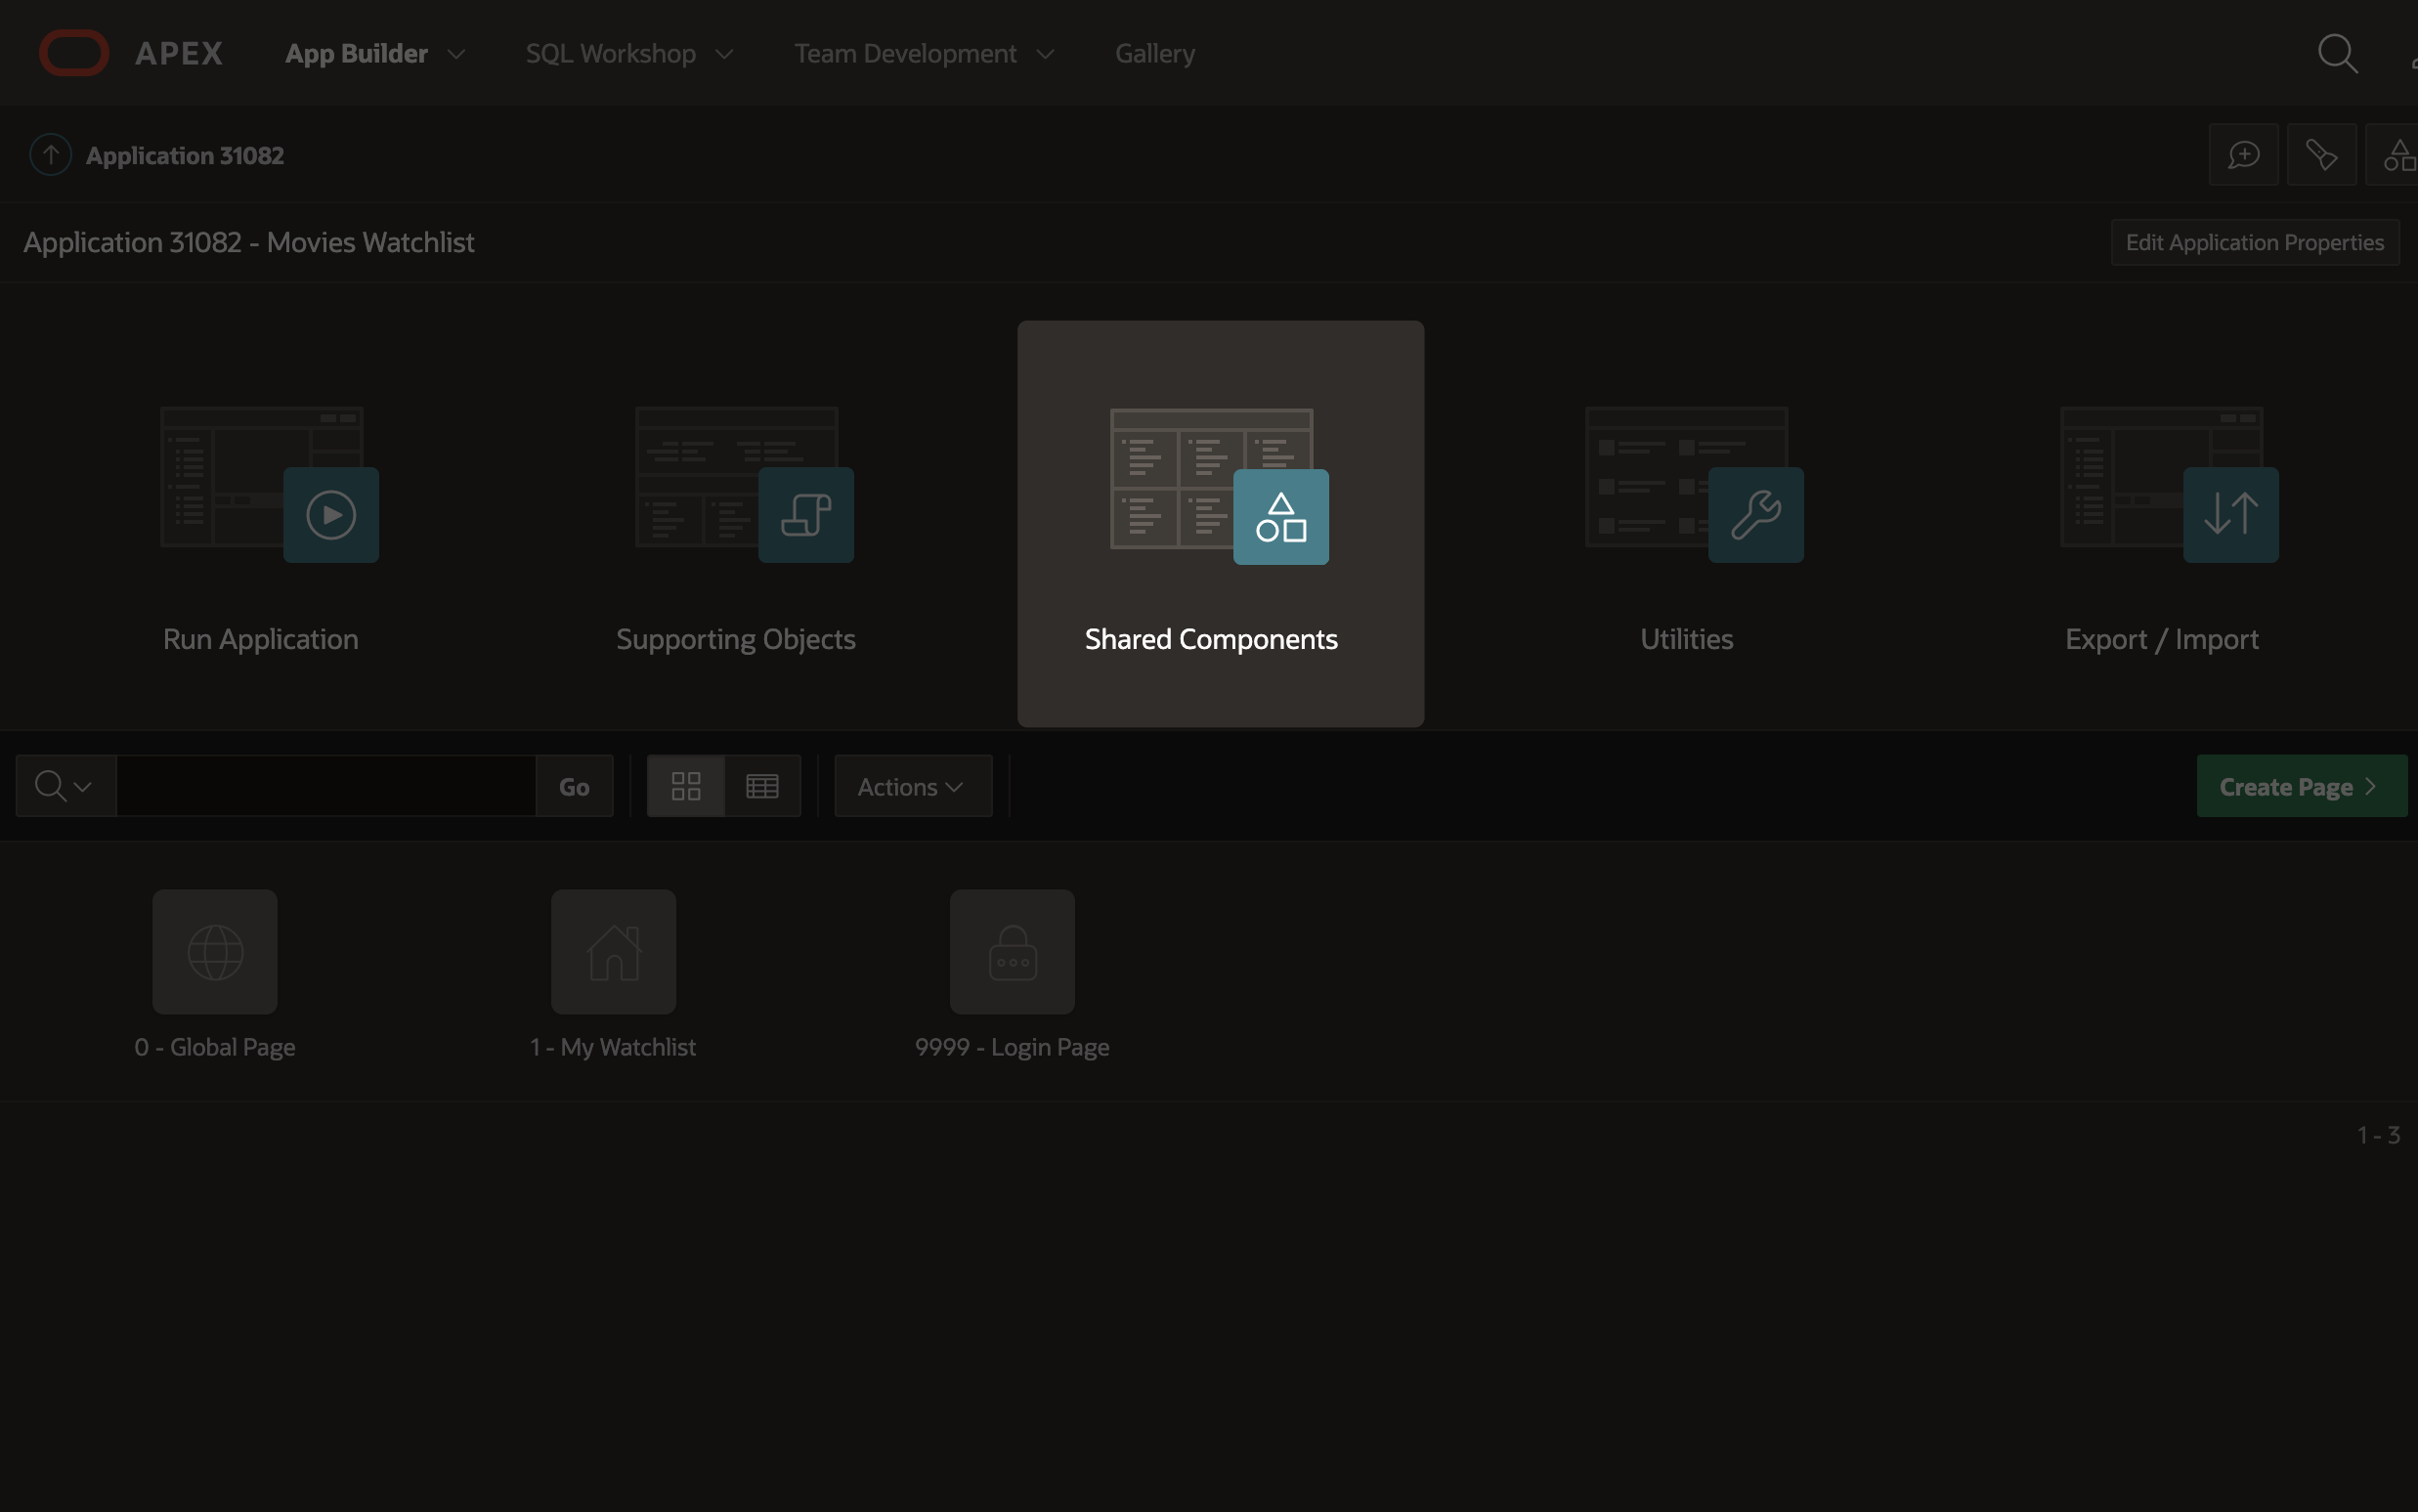 APEX App Builder SQL Workshop Team Development Gallery
Application 31082
Application 31082 - Movies Watchlist Edit Application Properties
Run Application Supporting Objects Shared Components Utilities Export / Import
Go Actions Create Page
0 - Global Page 1 - My Watchlist 9999 - Login Page
1 - 3